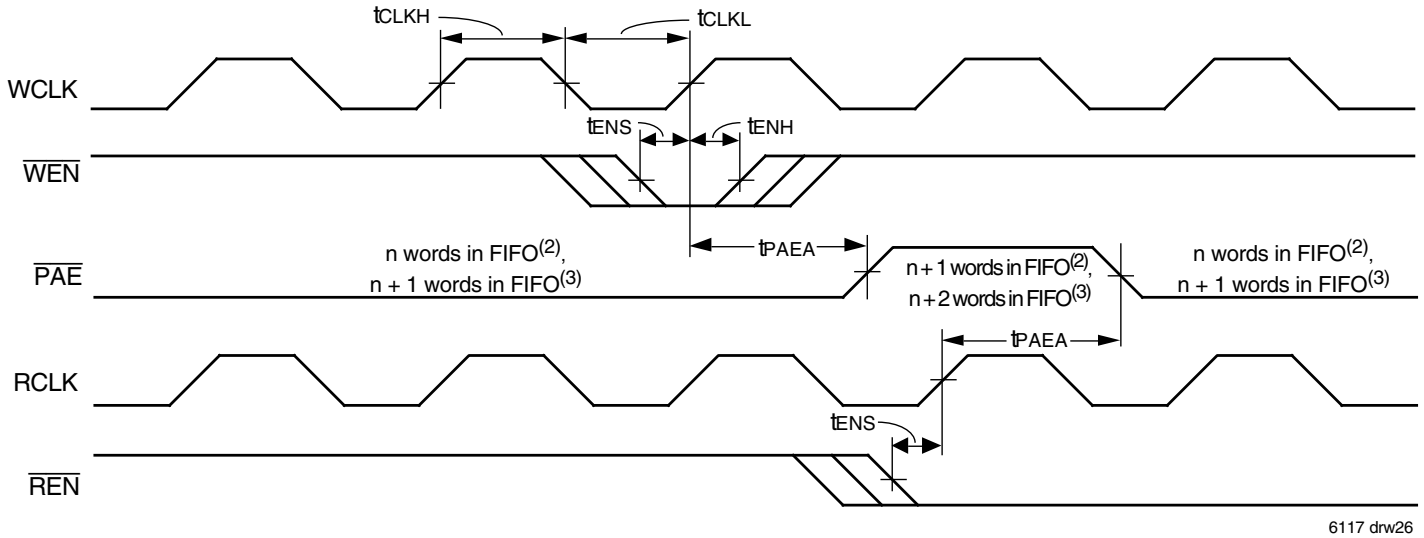 tCLKH tCLKL
WCLK
tENS tENH
WEN
tPAEA
PAE
n words in FIFO(2),
n + 1 words in FIFO(3)
n + 1 words in FIFO(2),
n + 2 words in FIFO(3)
n words in FIFO(2),
n + 1 words in FIFO(3)
tPAEA
RCLK
tENS
REN
6117 drw26